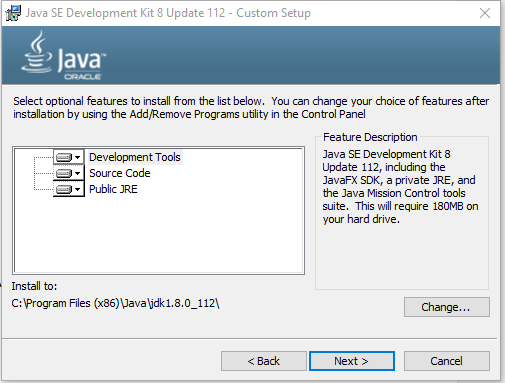 Java SE Development Kit 8 Update 112 - Custom Setup
Java
ORACLE
Select optional features to install from the list below.  You can change your choice of features after
installation by using the Add/Remove Programs utility in the Control Panel
Development Tools
Source Code
Public JRE
Feature Description
Java SE Development Kit 8
Update 112, including the
JavaFX SDK, a private JRE, and
the Java Mission Control tools
suite.  This will require 180MB on
your hard drive.
Install to:
C:\Program Files (x86)\Java\jdk1.8.0_112\
Change...
< Back
Next >
Cancel